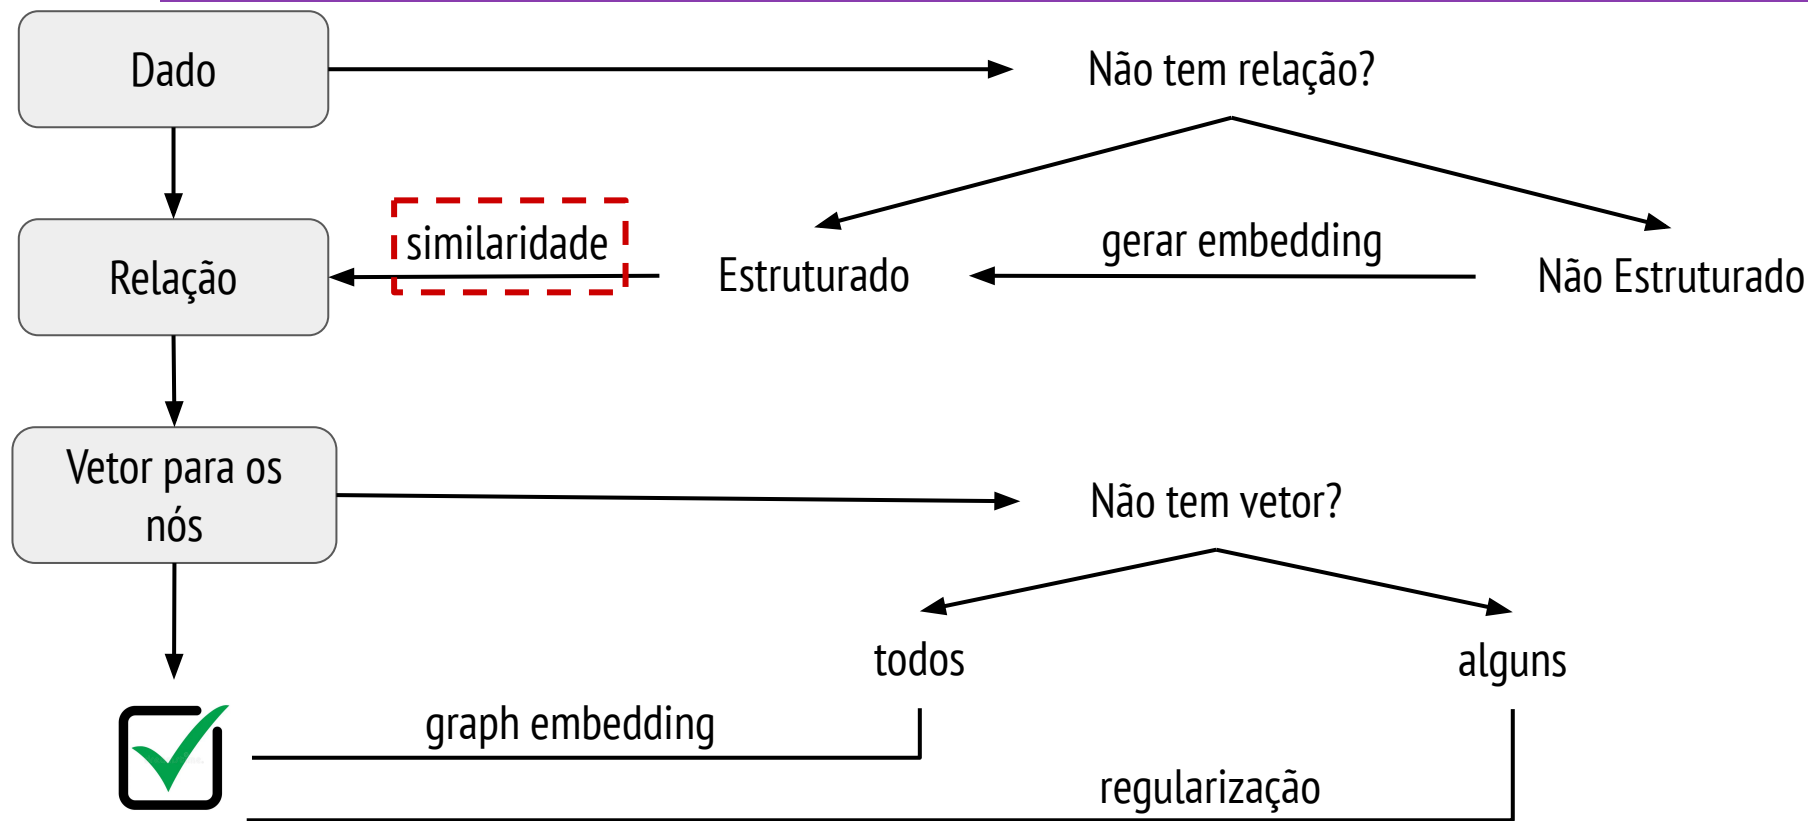 Dado
Não tem relação?
similaridade
gerar embedding
Relação
Estruturado
Não Estruturado
Vetor para os
nós
Não tem vetor?
todos
alguns
graph embedding
regularização